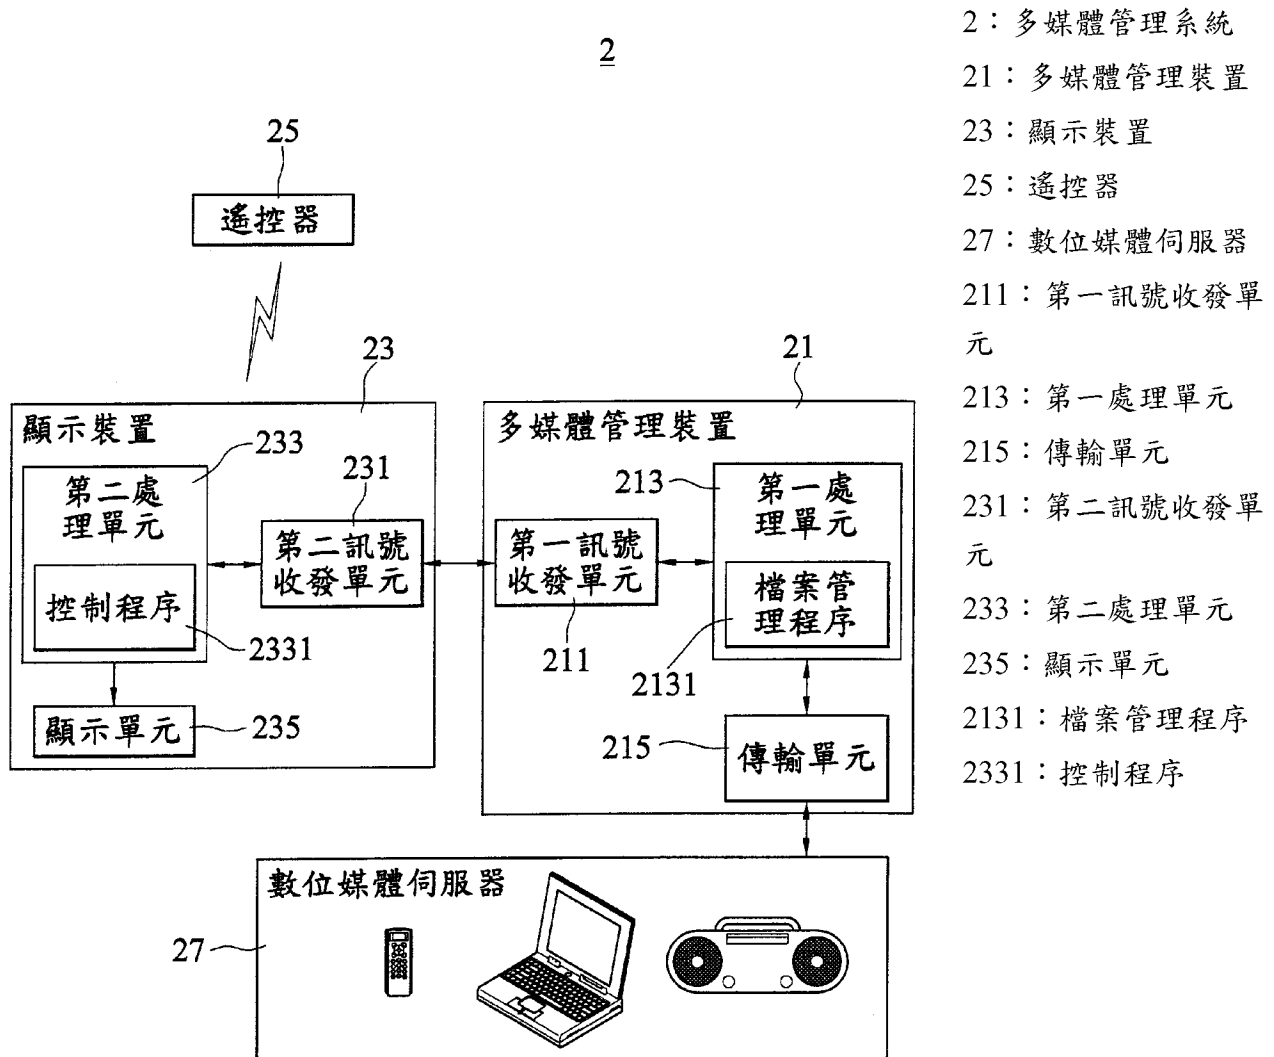 2
25
遙控器
23
顯示裝置
233
第二處
理單元
控制程序
2331
231
第二訊號
收發單元
顯示單元
235
21
多媒體管理裝置
213
第一處
理單元
第一訊號
收發單元
211
檔案管
理程序
2131
215
傳輸單元
數位媒體伺服器
27
2：多媒體管理系統
21：多媒體管理裝置
23：顯示裝置
25：遙控器
27：數位媒體伺服器
211：第一訊號收發單
元
213：第一處理單元
215：傳輸單元
231：第二訊號收發單
元
233：第二處理單元
235：顯示單元
2131：檔案管理程序
2331：控制程序